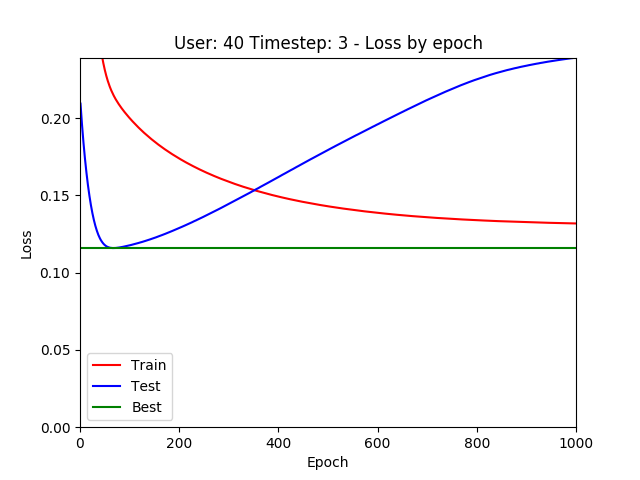 User: 40 Timestep: 3 - Loss by epoch
Loss
0.20
0.15
0.10
0.05
0.00
Train
Test
Best
0 200 400 600 800 1000
Epoch